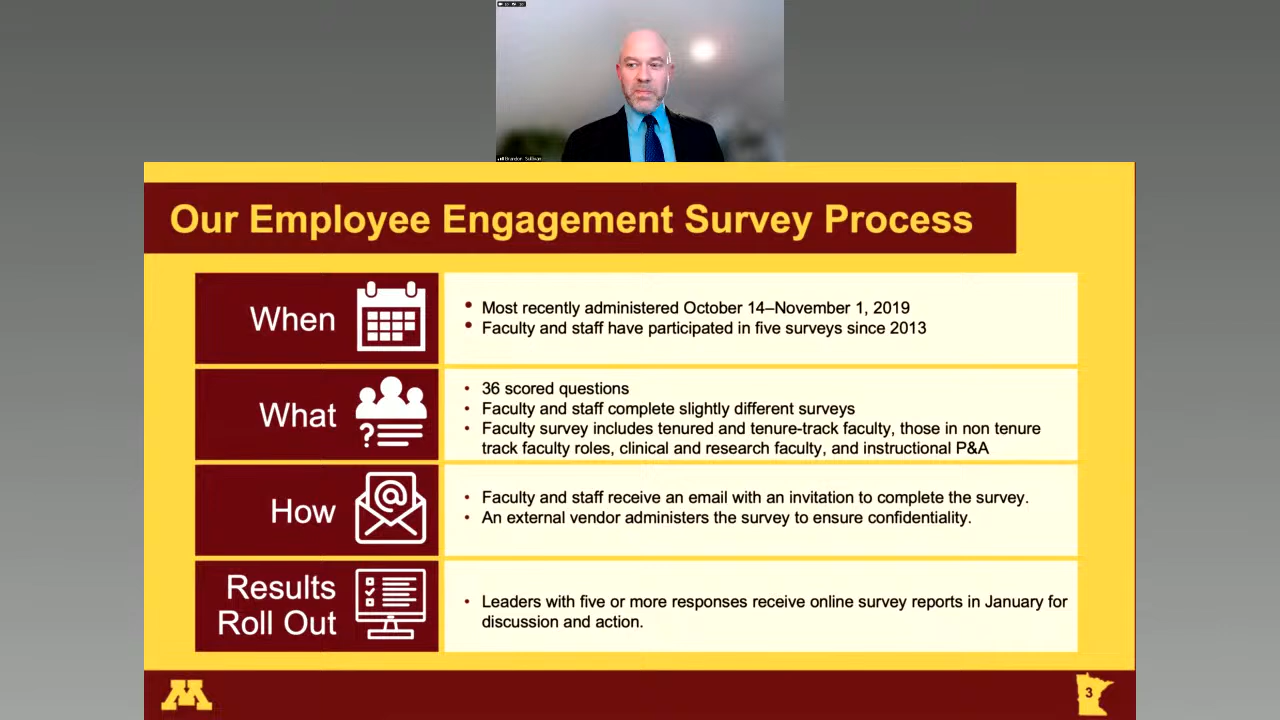 Brandon Sullivan
Our Employee Engagement Survey Process
When
• Most recently administered October 14–November 1, 2019
• Faculty and staff have participated in five surveys since 2013
What
?
• 36 scored questions
• Faculty and staff complete slightly different surveys
• Faculty survey includes tenured and tenure-track faculty, those in non tenure
track faculty roles, clinical and research faculty, and instructional P&A
How
@
• Faculty and staff receive an email with an invitation to complete the survey.
• An external vendor administers the survey to ensure confidentiality.
Results
Roll Out
• Leaders with five or more responses receive online survey reports in January for
discussion and action.
M
3